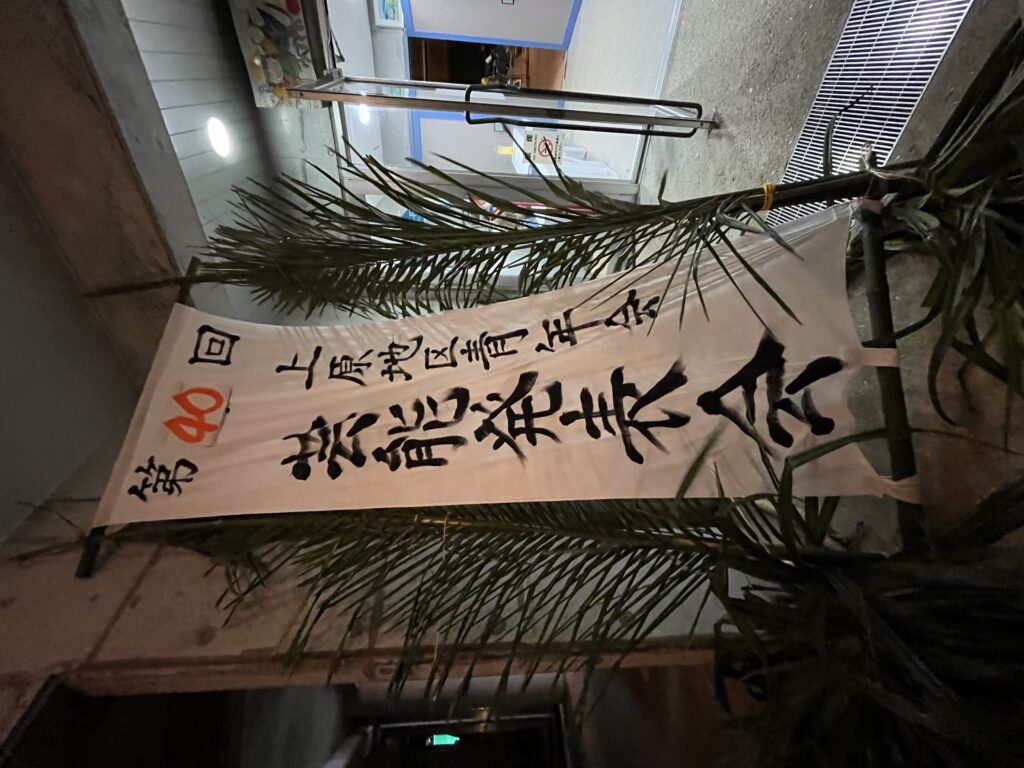 第40回
上原地区青年会
芸能発表会